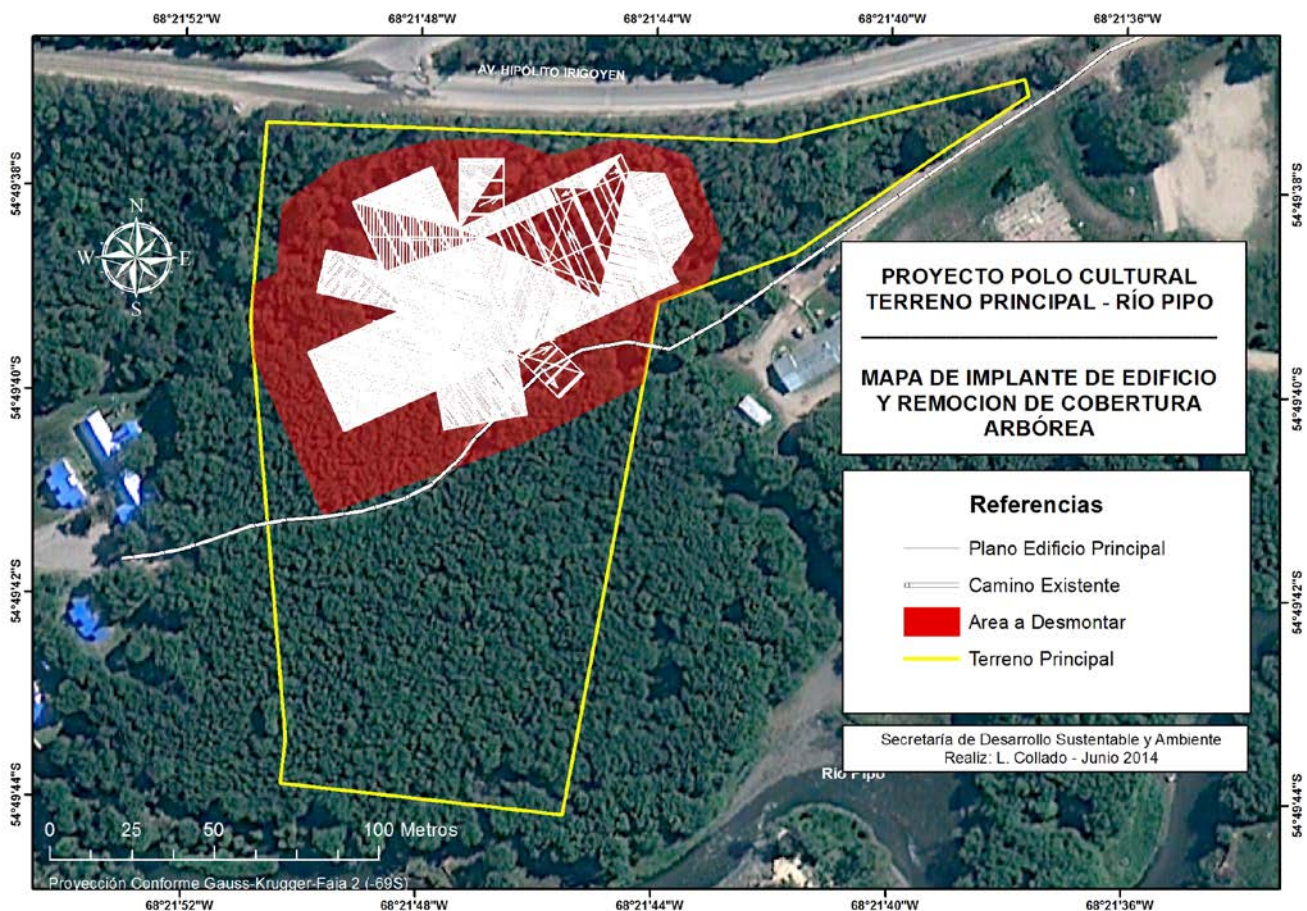 68°21'52"W 68°21'48"W 68°21'44"W 68°21'40"W 68°21'36"W
AV. HIPÓLITO IRIGOYEN
54°49'38"S 54°49'38"S
N
W E
S
PROYECTO POLO CULTURAL
TERRENO PRINCIPAL - RÍO PIPO
MAPA DE IMPLANTE DE EDIFICIO
Y REMOCION DE COBERTURA
ARBÓREA
54°49'40"S 54°49'40"S
Referencias
Plano Edificio Principal
Camino Existente
Area a Desmontar
Terreno Principal
54°49'42"S 54°49'42"S
Secretaría de Desarrollo Sustentable y Ambiente
Realiz: L. Collado - Junio 2014
Río Pipo
54°49'44"S 54°49'44"S
0 25 50 100 Metros
Proyección Conforme Gauss-Krugger-Faja 2 (-69S)
68°21'52"W 68°21'48"W 68°21'44"W 68°21'40"W 68°21'36"W